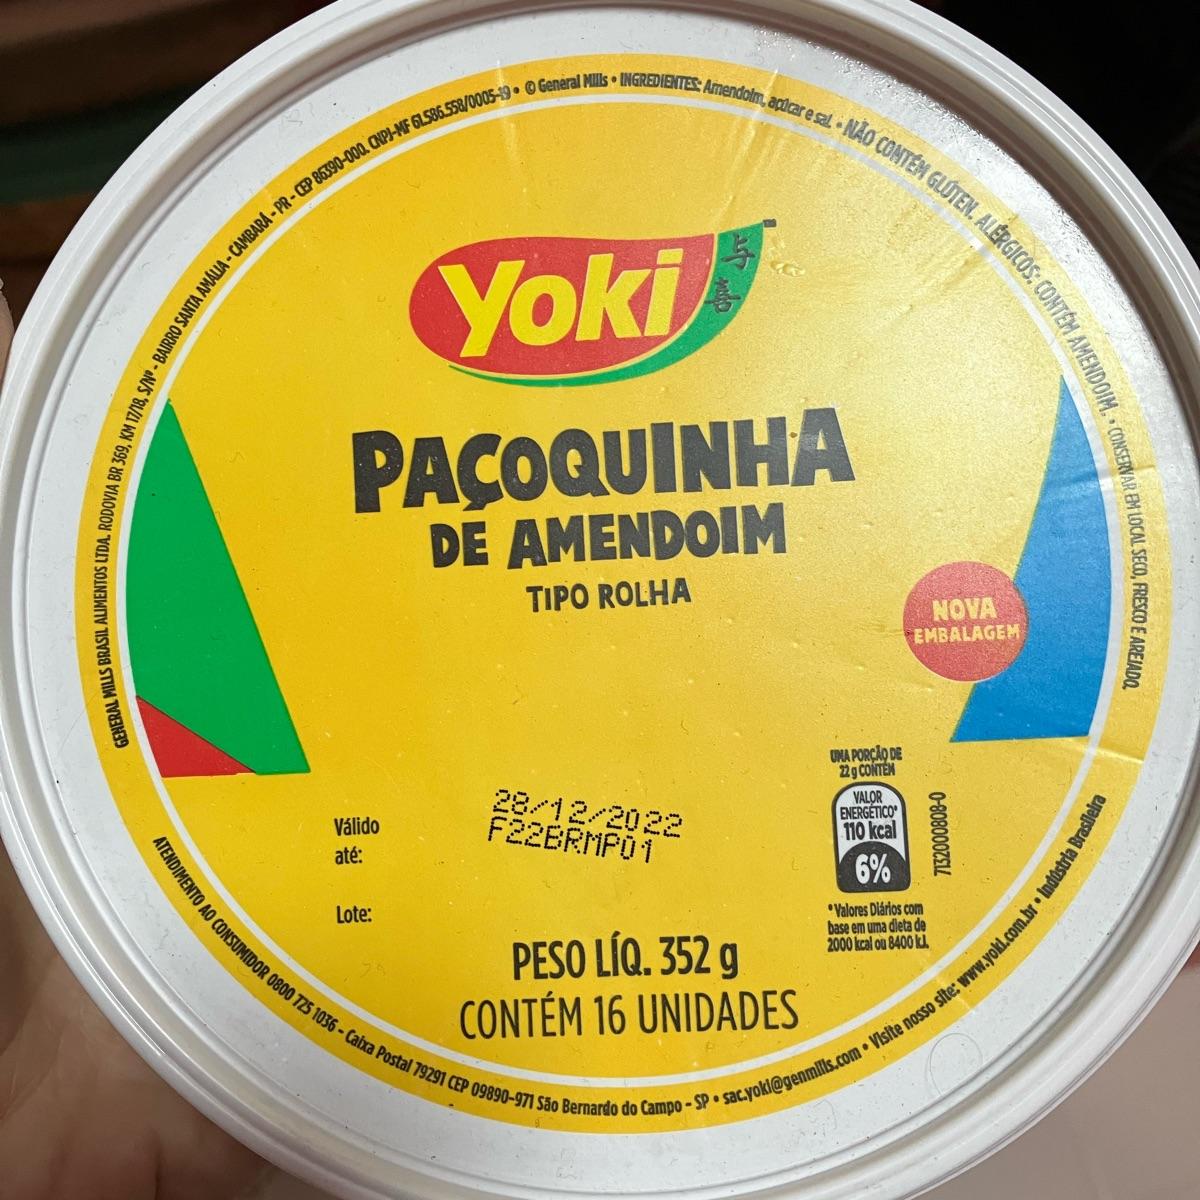 GENERAL MILLS BRASIL ALIMENTOS LTDA. RODOVIA BR 369, KM 17/18, S/Nº - BAIRRO SANTA AMÁLIA - CAMBARÁ - PR - CEP 86390-000. CNPJ-MF 61.586.558/0005-19 • © General Mills • INGREDIENTES: Amendoim, açúcar e sal. • NÃO CONTÉM GLÚTEN. ALÉRGICOS: CONTÉM AMENDOIM. • CONSERVAR EM LOCAL SECO, FRESCO E AREJADO.
Yoki
与
喜
PAÇOQUINHA
DE AMENDOIM
TIPO ROLHA
NOVA
EMBALAGEM
UMA PORÇÃO DE
22 g CONTÉM
VALOR
ENERGÉTICO*
110 kcal
6%
*Valores Diários com
base em uma dieta de
2000 kcal ou 8400 kJ.
7132000808-0
Válido
até:
28/12/2022
F22BRMP01
Lote:
PESO LÍQ. 352 g
CONTÉM 16 UNIDADES
ATENDIMENTO AO CONSUMIDOR 0800 725 1036 - Caixa Postal 79291 CEP 09890-971 São Bernardo do Campo - SP • sac.yoki@genmills.com • Visite nosso site: www.yoki.com.br • Indústria Brasileira